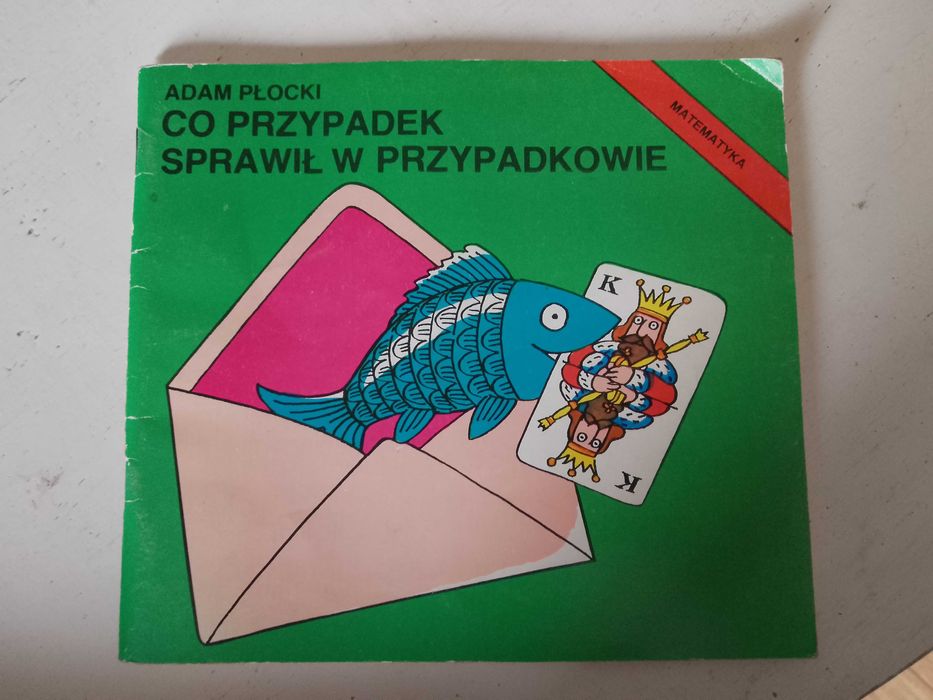 ADAM PŁOCKI
CO PRZYPADEK
SPRAWIŁ W PRZYPADKOWIE
MATEMATYKA
K
K